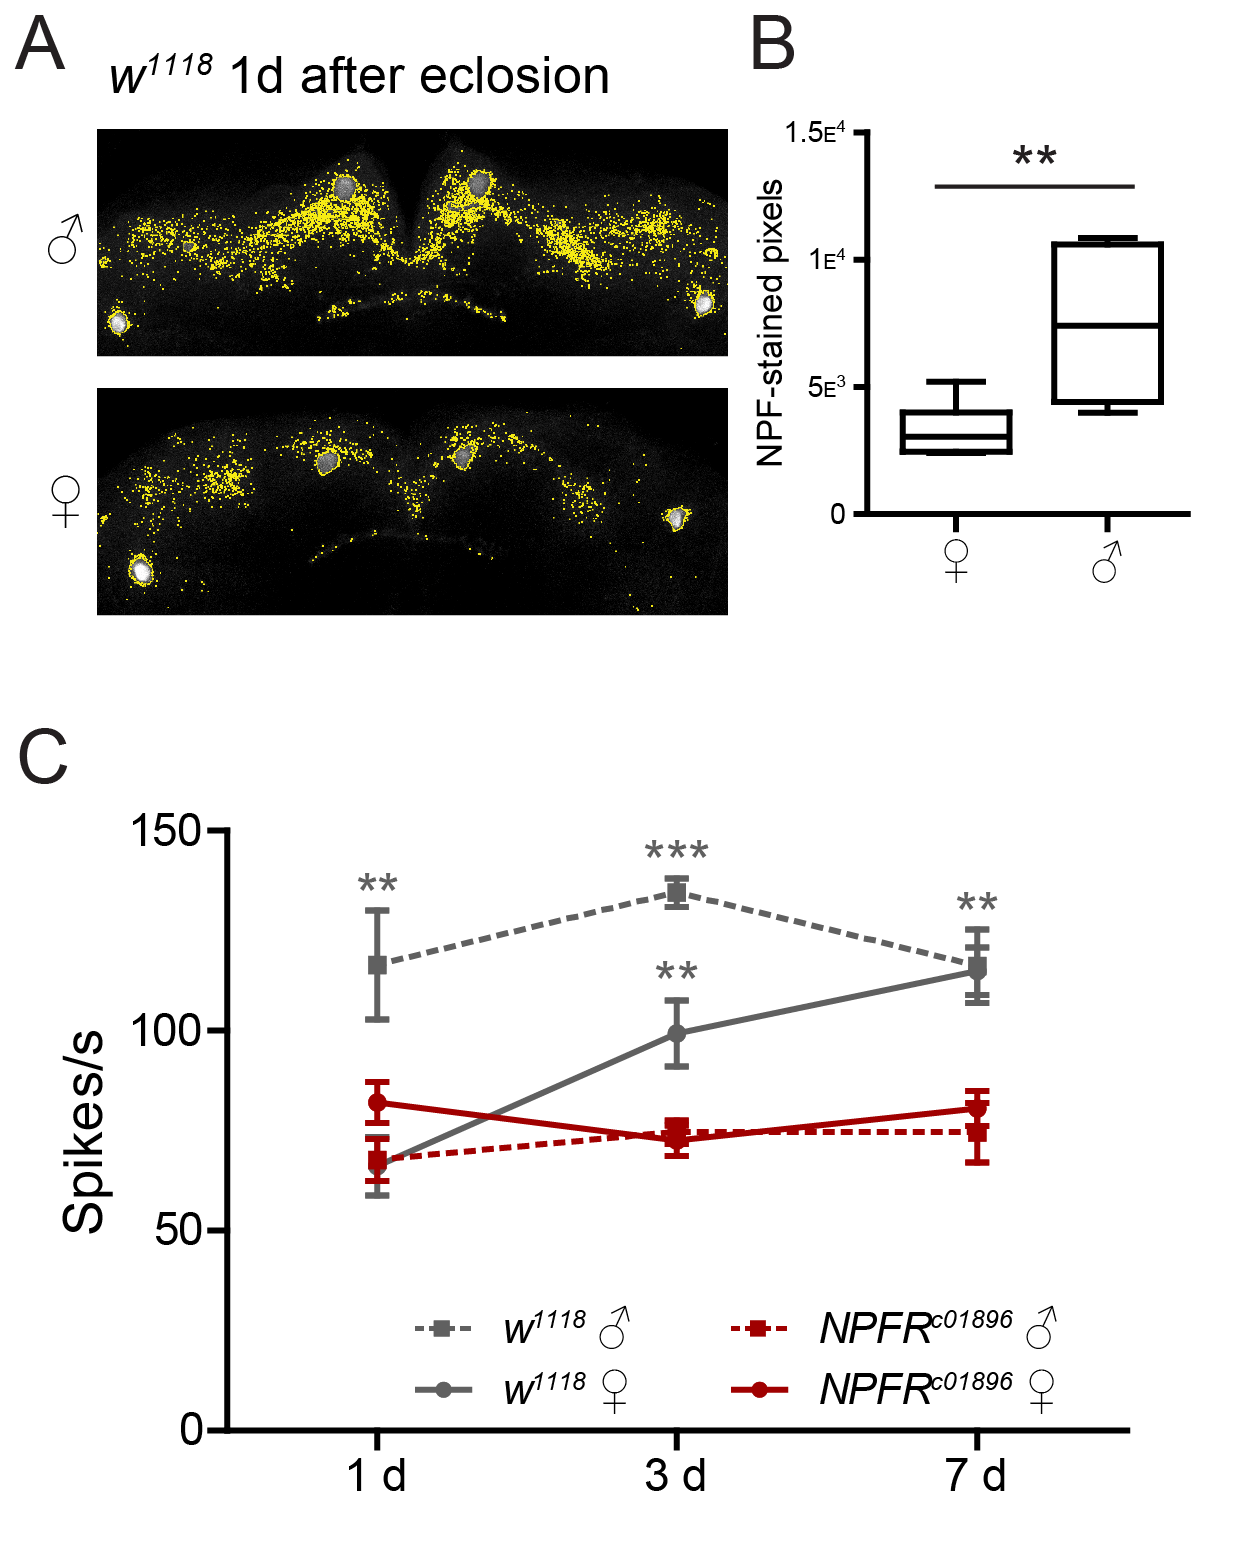 A
w1118 1d after eclosion
♂
♀
B
NPF-stained pixels
1.5E4
1E4
5E3
0
**
♀ ♂
C
Spikes/s
150
100
50
0
**
***
**
**
w1118 ♂
NPFRc01896 ♂
w1118 ♀
NPFRc01896 ♀
1 d 3 d 7 d